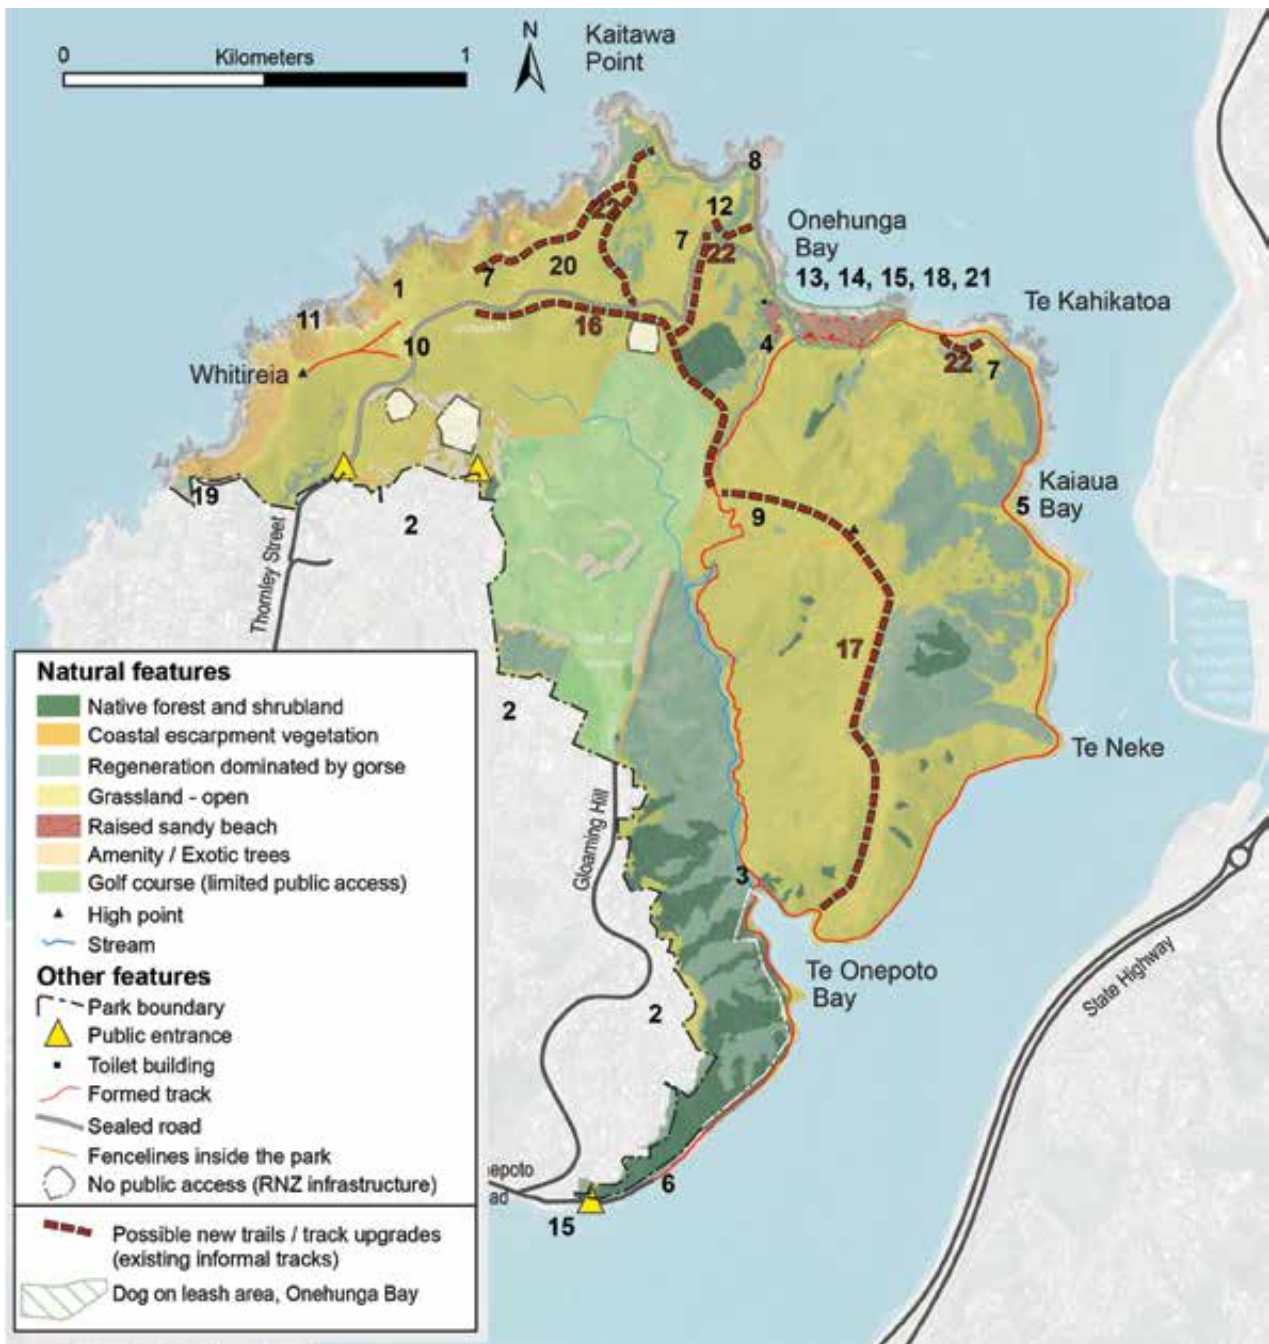 0 Kilometers 1
N
Kaitawa
Point
8
12
Onehunga
Bay
7
22
22
7
20
13, 14, 15, 18, 21
Te Kahikatoa
1
11
16
4
10
22
7
Whitireia
Kaiaua
Bay
5
19
1
2
9
Thornley Street
17
2
Te Neke
Gloaming Hill
3
Te Onepoto
Bay
2
State Highway
6
15
Natural features
Native forest and shrubland
Coastal escarpment vegetation
Regeneration dominated by gorse
Grassland - open
Raised sandy beach
Amenity / Exotic trees
Golf course (limited public access)
High point
Stream
Other features
Park boundary
Public entrance
Toilet building
Formed track
Sealed road
Fencelines inside the park
No public access (RNZ infrastructure)
Possible new trails / track upgrades
(existing informal tracks)
Dog on leash area, Onehunga Bay